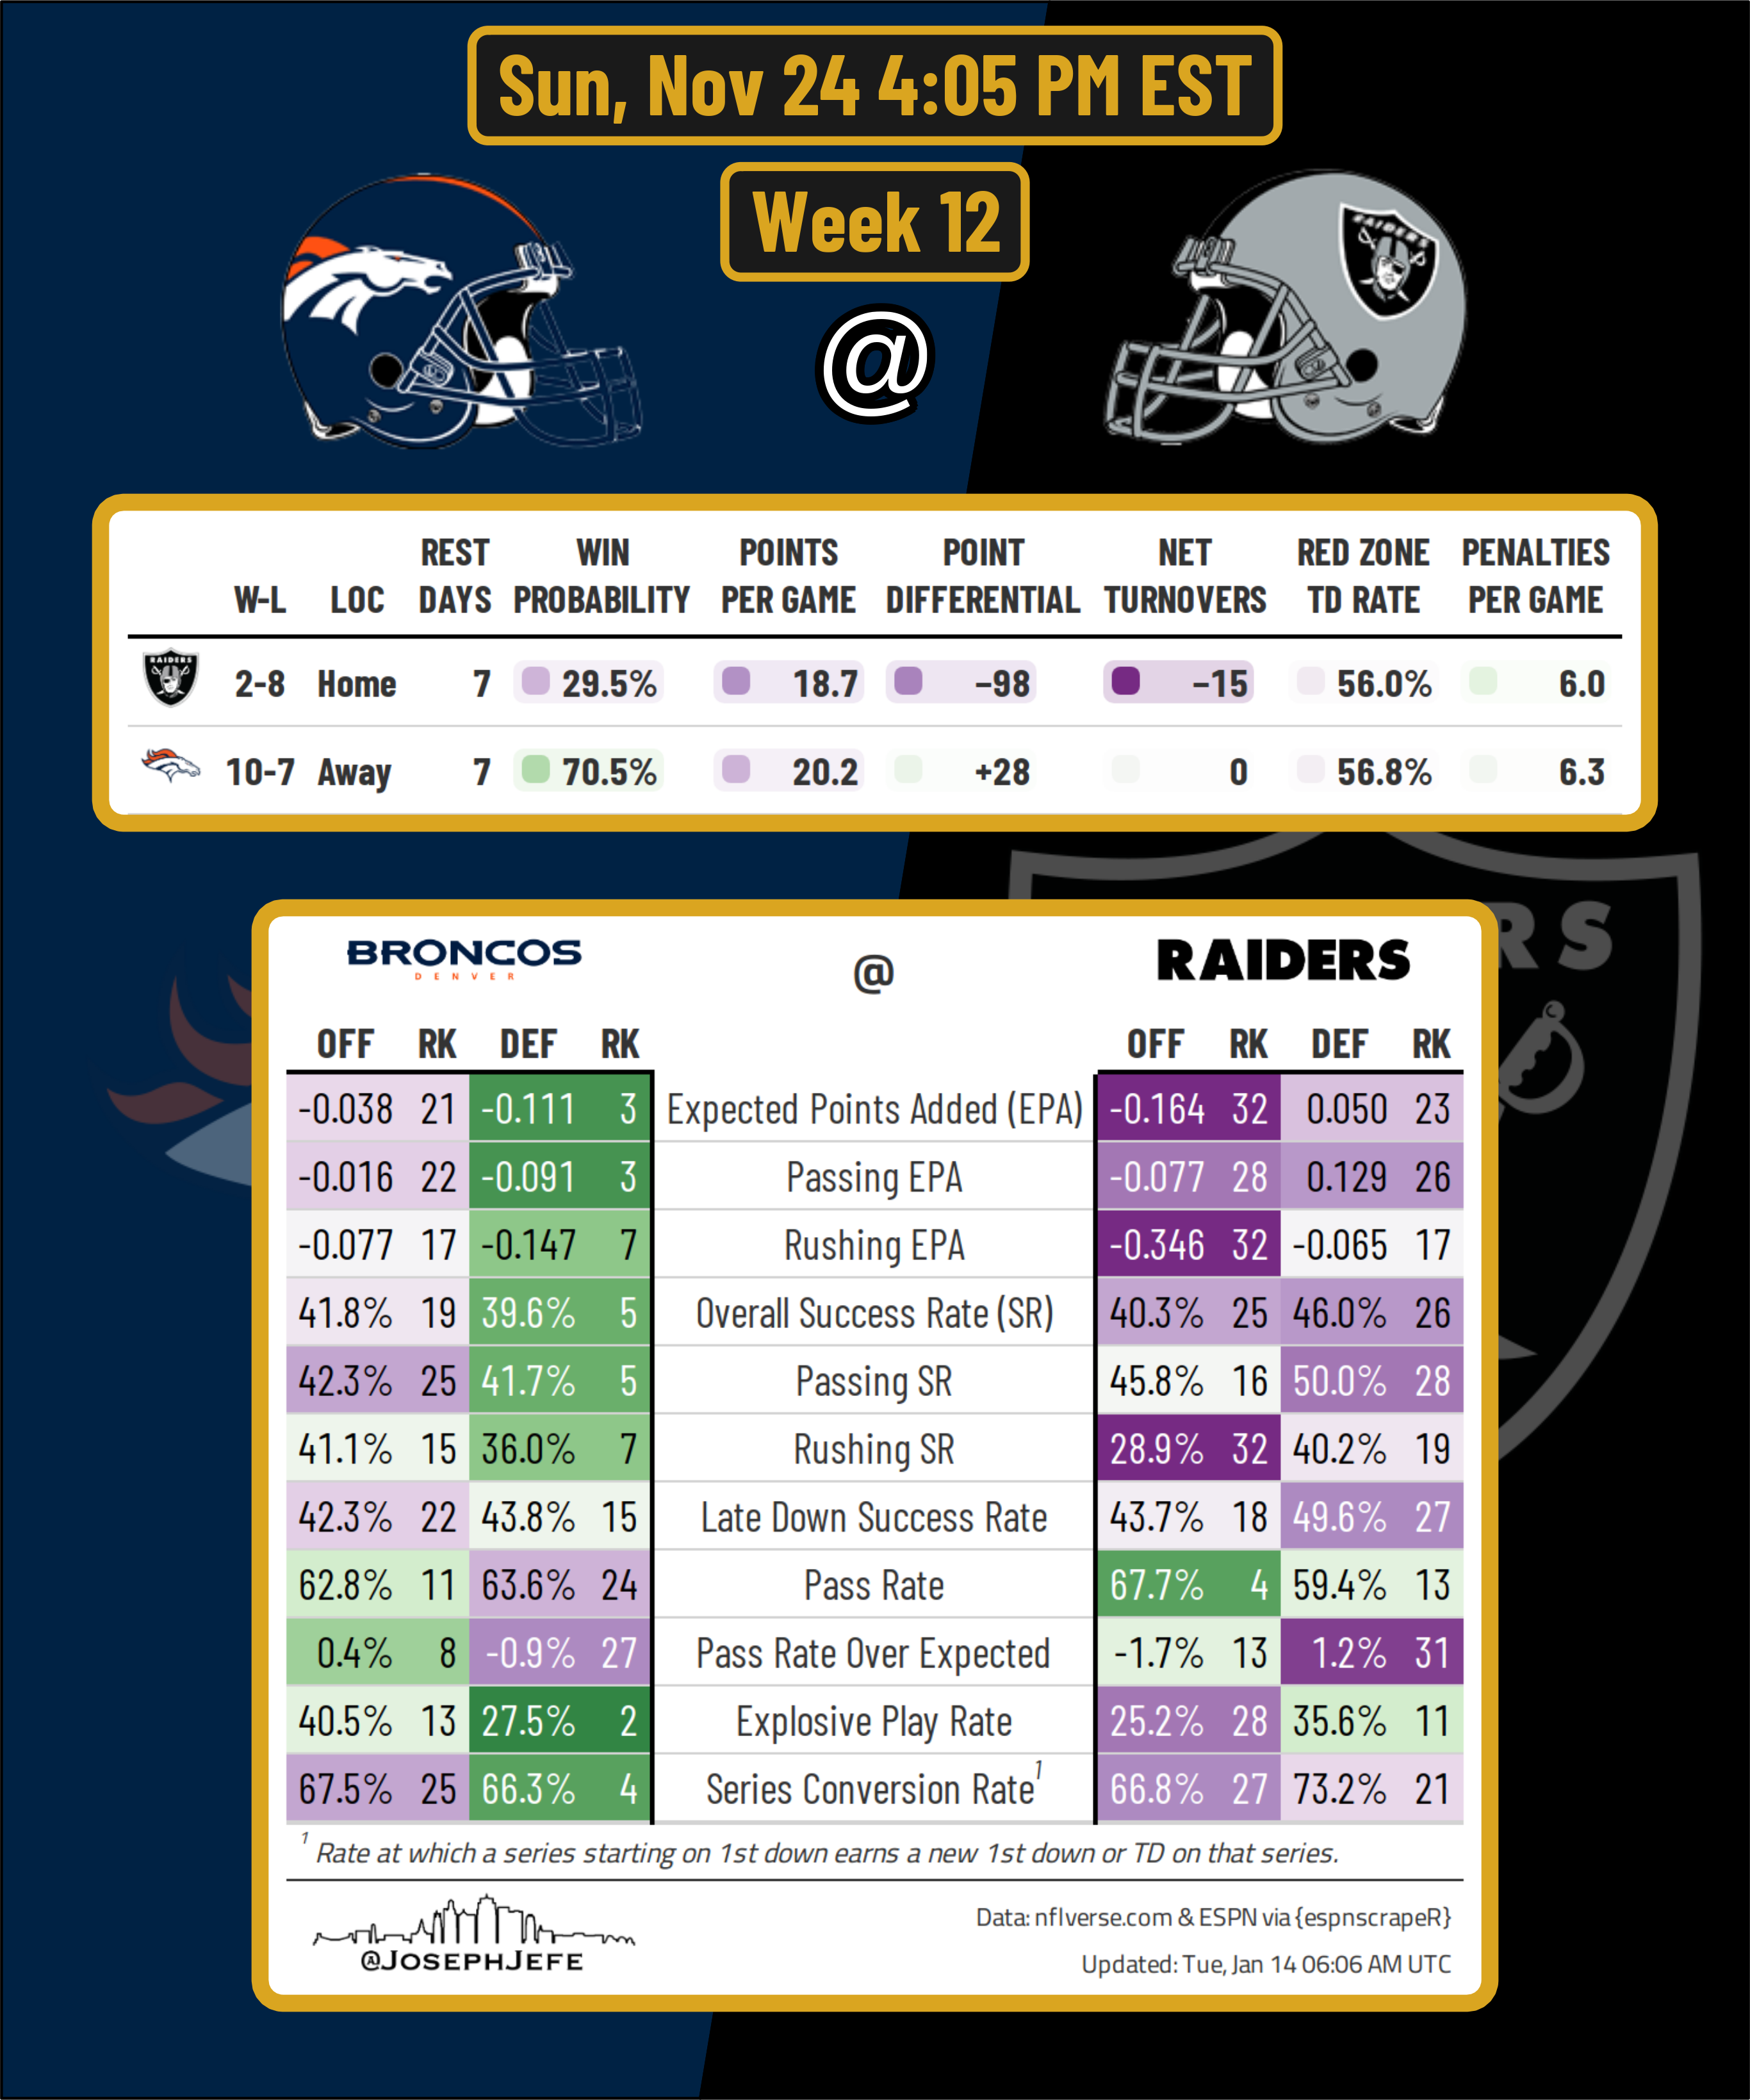 Sun, Nov 24 4:05 PM EST
Week 12
@
RAIDERS
REST WIN POINTS POINT NET RED ZONE PENALTIES
W-L LOC DAYS PROBABILITY PER GAME DIFFERENTIAL TURNOVERS TD RATE PER GAME
RAIDERS 2-8 Home 7 29.5% 18.7 −98 −15 56.0% 6.0
10-7 Away 7 70.5% 20.2 +28 0 56.8% 6.3
RS
BRONCOS @ RAIDERS
DENVER
OFF RK DEF RK OFF RK DEF RK
-0.038 21 -0.111 3 Expected Points Added (EPA) -0.164 32 0.050 23
-0.016 22 -0.091 3 Passing EPA -0.077 28 0.129 26
-0.077 17 -0.147 7 Rushing EPA -0.346 32 -0.065 17
41.8% 19 39.6% 5 Overall Success Rate (SR) 40.3% 25 46.0% 26
42.3% 25 41.7% 5 Passing SR 45.8% 16 50.0% 28
41.1% 15 36.0% 7 Rushing SR 28.9% 32 40.2% 19
42.3% 22 43.8% 15 Late Down Success Rate 43.7% 18 49.6% 27
62.8% 11 63.6% 24 Pass Rate 67.7% 4 59.4% 13
0.4% 8 -0.9% 27 Pass Rate Over Expected -1.7% 13 1.2% 31
40.5% 13 27.5% 2 Explosive Play Rate 25.2% 28 35.6% 11
67.5% 25 66.3% 4 Series Conversion Rate¹ 66.8% 27 73.2% 21
¹ Rate at which a series starting on 1st down earns a new 1st down or TD on that series.
@JOSEPHJEFE
Data: nflverse.com & ESPN via {espnscrapeR}
Updated: Tue, Jan 14 06:06 AM UTC